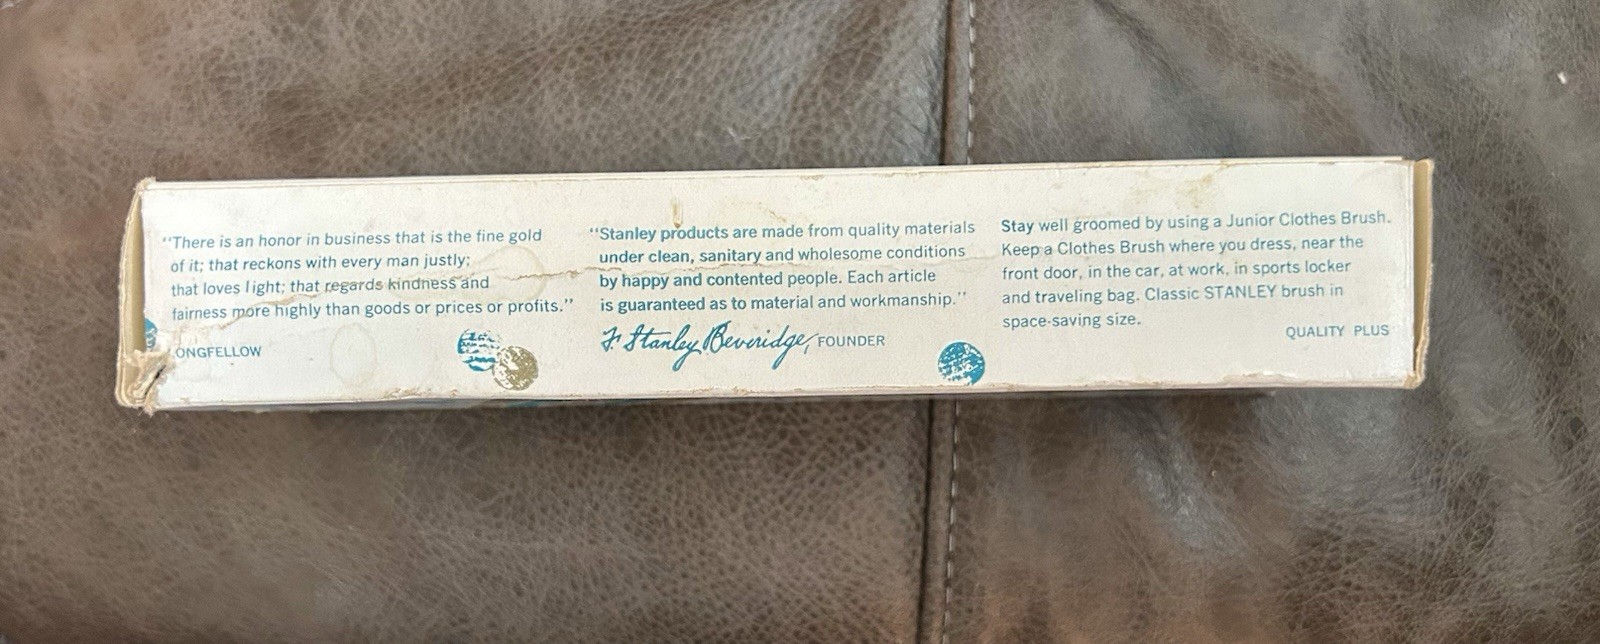 "There is an honor in business that is the fine gold
of it; that reckons with every man justly;
that loves light; that regards kindness and
fairness more highly than goods or prices or profits."
ONGFELLOW
"Stanley products are made from quality materials
under clean, sanitary and wholesome conditions
by happy and contented people. Each article
is guaranteed as to material and workmanship."
F. Stanley Beveridge, FOUNDER
Stay well groomed by using a Junior Clothes Brush.
Keep a Clothes Brush where you dress, near the
front door, in the car, at work, in sports locker
and traveling bag. Classic STANLEY brush in
space-saving size.
QUALITY PLUS